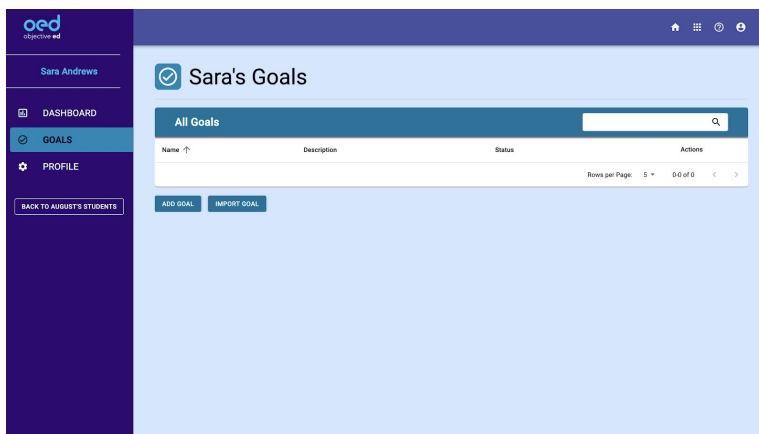 oed
objective ed
Sara Andrews
DASHBOARD
GOALS
PROFILE
BACK TO AUGUST'S STUDENTS
Sara's Goals
All Goals
Name Description Status Actions
Rows per Page: 5 0-0 of 0
ADD GOAL IMPORT GOAL